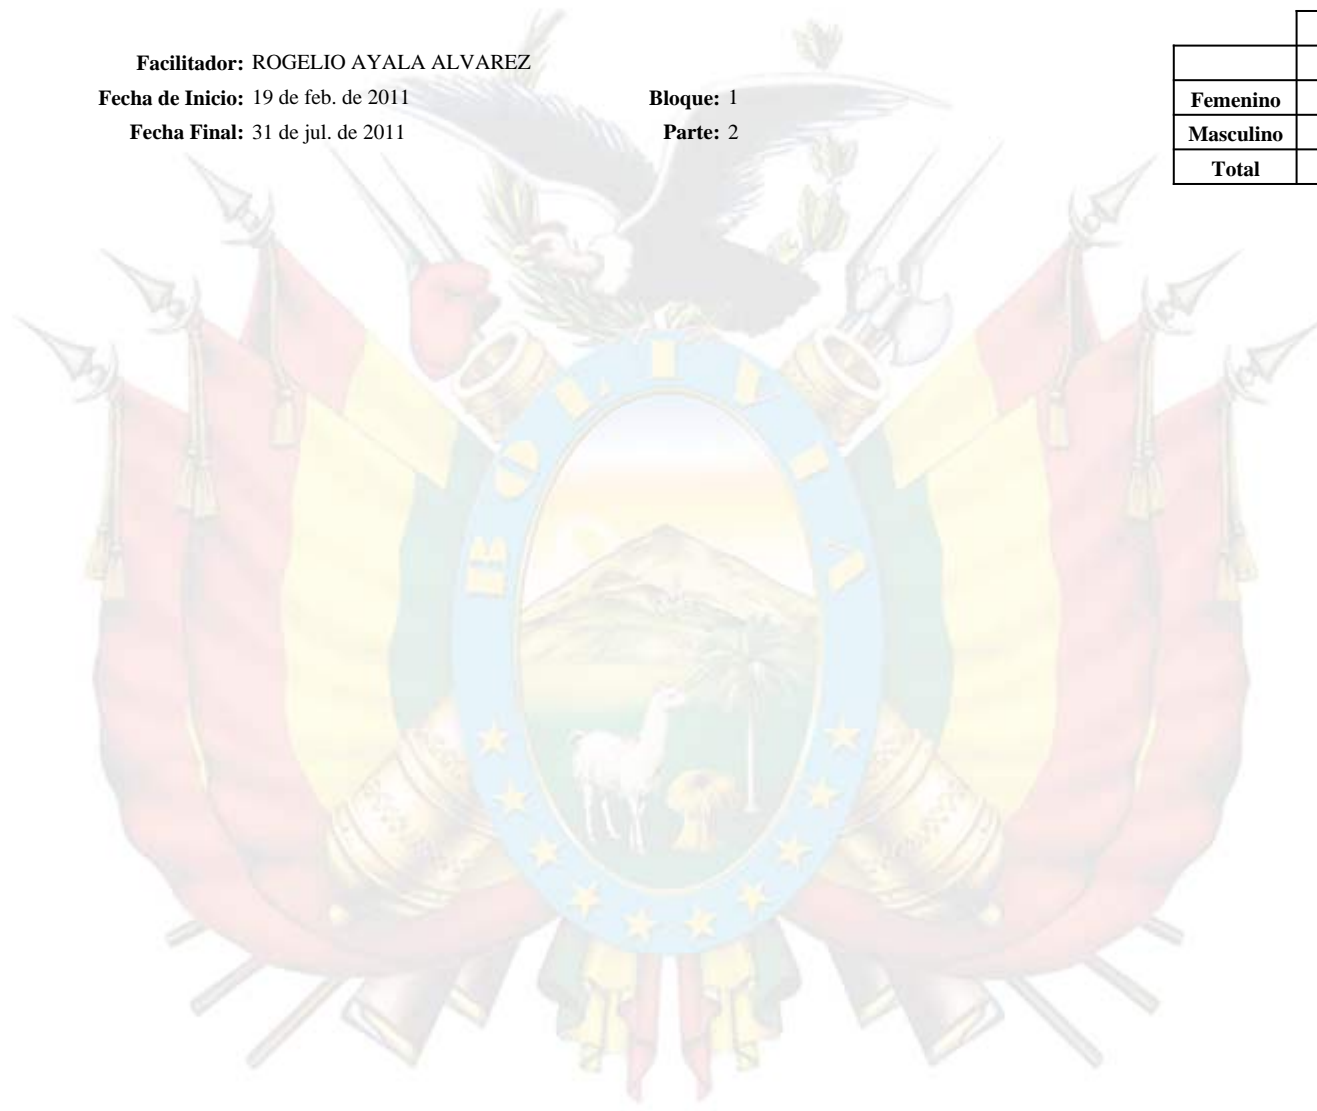 Facilitador: ROGELIO AYALA ALVAREZ
Fecha de Inicio: 19 de feb. de 2011 Bloque: 1
Fecha Final: 31 de jul. de 2011 Parte: 2
Femenino
Masculino
Total
BOLIVIA